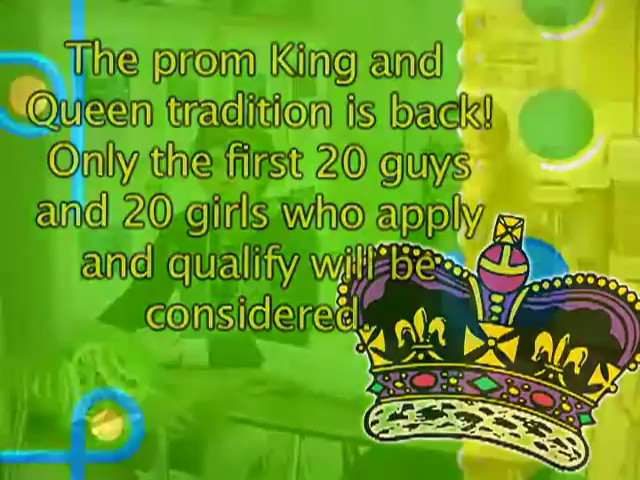 The prom King and
Queen tradition is back!
Only the first 20 guys
and 20 girls who apply
and qualify will be
considered.